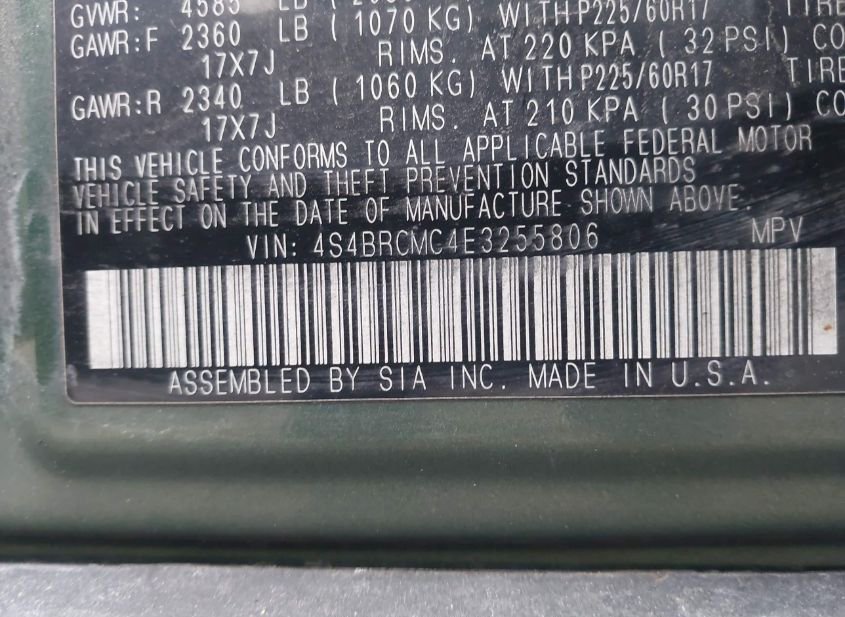 GVWR: 4585 LB (
GAWR:F 2360 LB ( 1070 KG) WITH P225/60R17 TIRE
17X7J RIMS. AT 220 KPA ( 32 PSI) CO
GAWR:R 2340 LB ( 1060 KG) WITH P225/60R17 TIRE
17X7J RIMS. AT 210 KPA ( 30 PSI) CO
THIS VEHICLE CONFORMS TO ALL APPLICABLE FEDERAL MOTOR
VEHICLE SAFETY AND THEFT PREVENTION STANDARDS
IN EFFECT ON THE DATE OF MANUFACTURE SHOWN ABOVE.
VIN: 4S4BRCMC4E3255806 MPV
ASSEMBLED BY SIA INC. MADE IN U.S.A.